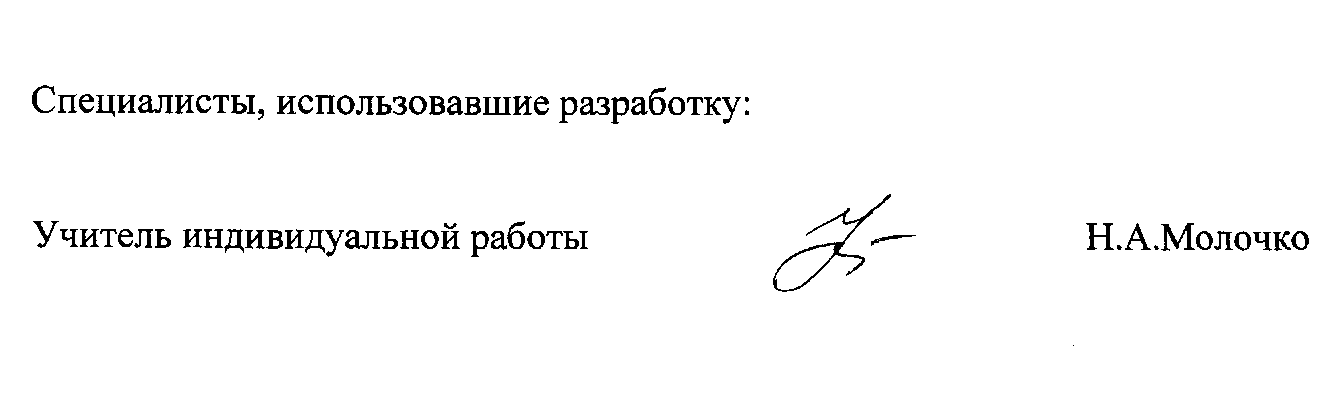 Специалисты, использовавшие разработку:
Учитель индивидуальной работы Н.А.Молочко